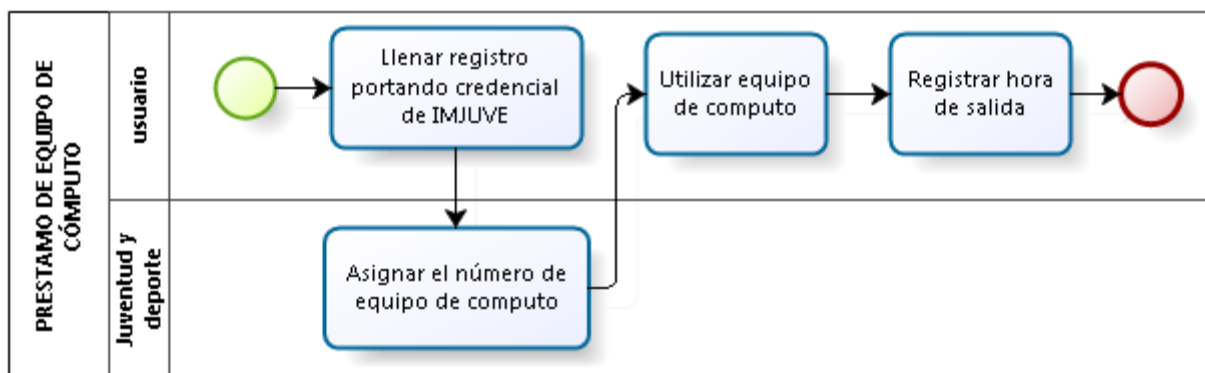 PRESTAMO DE EQUIPO DE
CÓMPUTO
usuario
Llenar registro
portando credencial
de IMJUVE
Utilizar equipo
de computo
Registrar hora
de salida
Juventud y
deporte
Asignar el número de
equipo de computo